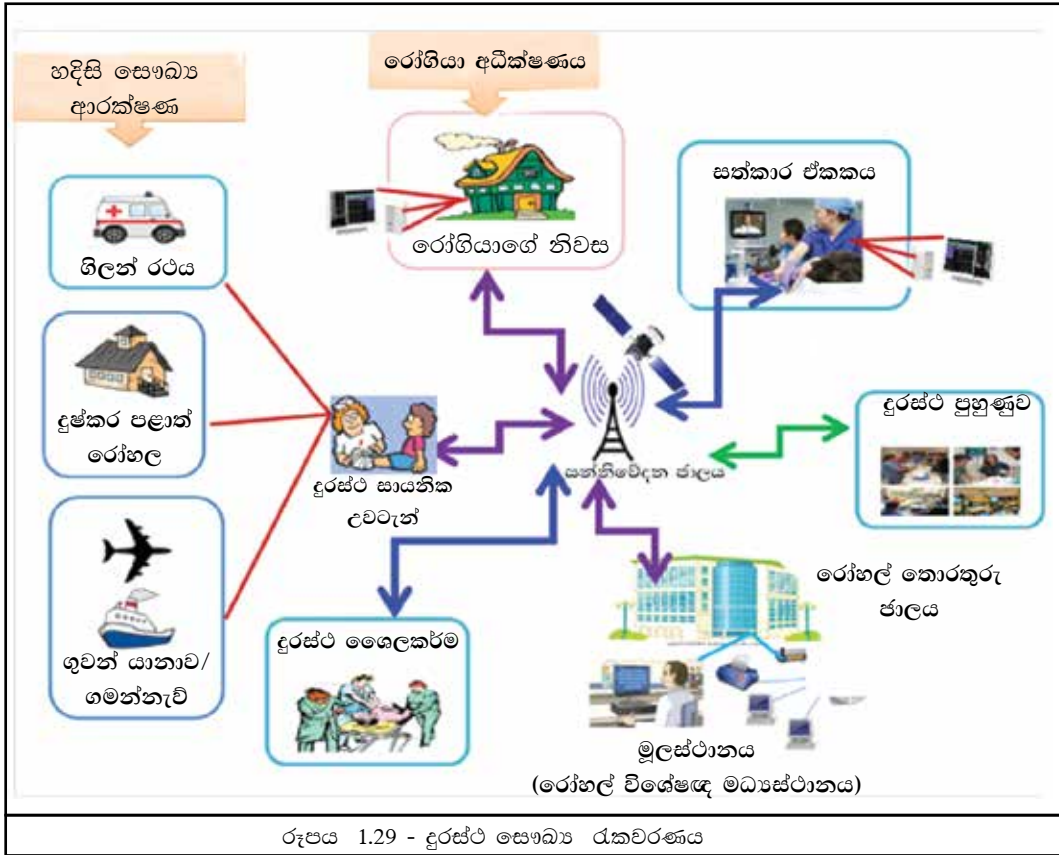 හදිසි සෞඛ්‍ය
ආරක්ෂණ
රෝගියා අධීක්ෂණය
ගිලන් රථය
දුෂ්කර පළාත්
රෝහල
ගුවන් යානාව/
ගමන්නැව්
රෝගියාගේ නිවස
සත්කාර ඒකකය
දුරස්ථ සායනික
උවටැන්
සන්නිවේදන ජාලය
දුරස්ථ පුහුණුව
දුරස්ථ ශෛලකර්ම
රෝහල් තොරතුරු
ජාලය
මූලස්ථානය
(රෝහල් විශේෂඥ මධ්‍යස්ථානය)
රූපය 1.29 - දුරස්ථ සෞඛ්‍ය රැකවරණය